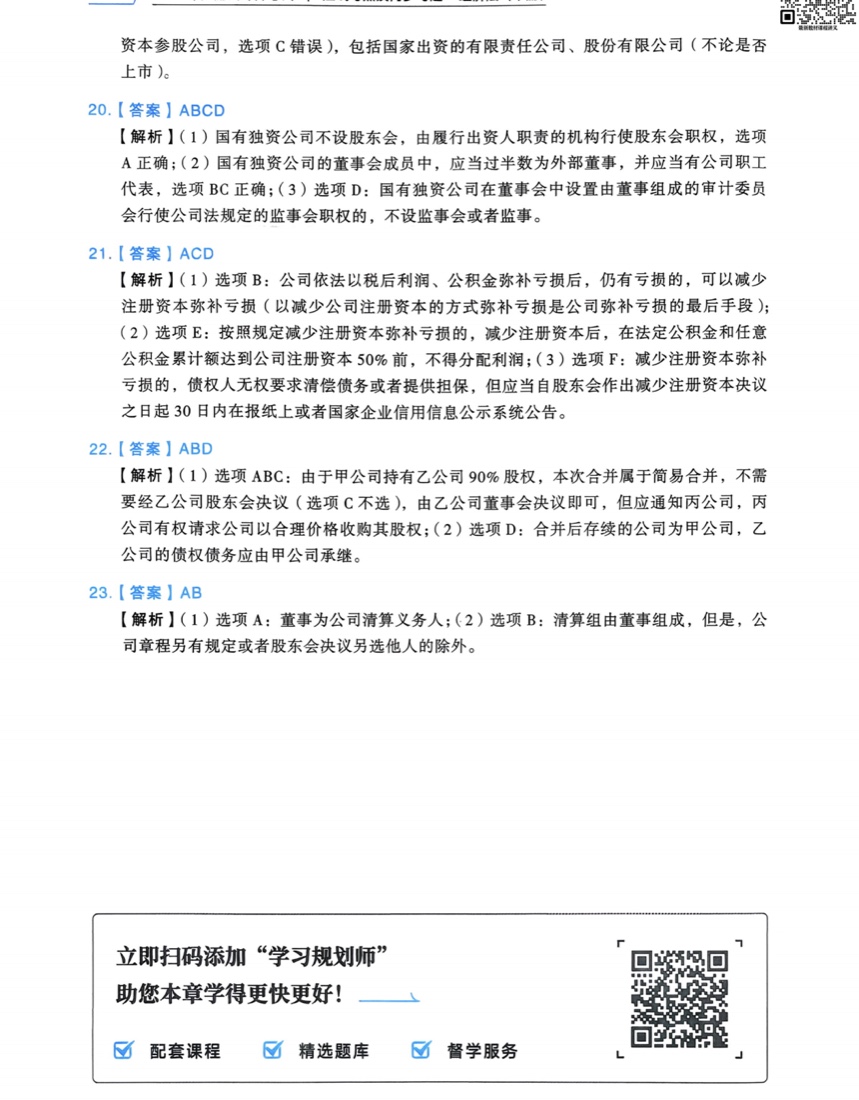 资本参股公司，选项 C 错误），包括国家出资的有限责任公司、股份有限公司（不论是否
上市）。
20.【答案】ABCD
【解析】（1）国有独资公司不设股东会，由履行出资人职责的机构行使股东会职权，选项
A 正确；（2）国有独资公司的董事会成员中，应当过半数为外部董事，并应当有公司职工
代表，选项 BC 正确；（3）选项 D：国有独资公司在董事会中设置由董事组成的审计委员
会行使公司法规定的监事会职权的，不设监事会或者监事。
21.【答案】ACD
【解析】（1）选项 B：公司依法以税后利润、公积金弥补亏损后，仍有亏损的，可以减少
注册资本弥补亏损（以减少公司注册资本的方式弥补亏损是公司弥补亏损的最后手段）；
（2）选项 E：按照规定减少注册资本弥补亏损的，减少注册资本后，在法定公积金和任意
公积金累计额达到公司注册资本 50% 前，不得分配利润；（3）选项 F：减少注册资本弥补
亏损的，债权人无权要求清偿债务或者提供担保，但应当自股东会作出减少注册资本决议
之日起 30 日内在报纸上或者国家企业信用信息公示系统公告。
22.【答案】ABD
【解析】（1）选项 ABC：由于甲公司持有乙公司 90% 股权，本次合并属于简易合并，不需
要经乙公司股东会决议（选项 C 不选），由乙公司董事会决议即可，但应通知丙公司，丙
公司有权请求公司以合理价格收购其股权；（2）选项 D：合并后存续的公司为甲公司，乙
公司的债权债务应由甲公司承继。
23.【答案】AB
【解析】（1）选项 A：董事为公司清算义务人；（2）选项 B：清算组由董事组成，但是，公
司章程另有规定或者股东会决议另选他人的除外。
立即扫码添加“学习规划师”
助您本章学得更快更好！
配套课程 精选题库 督学服务